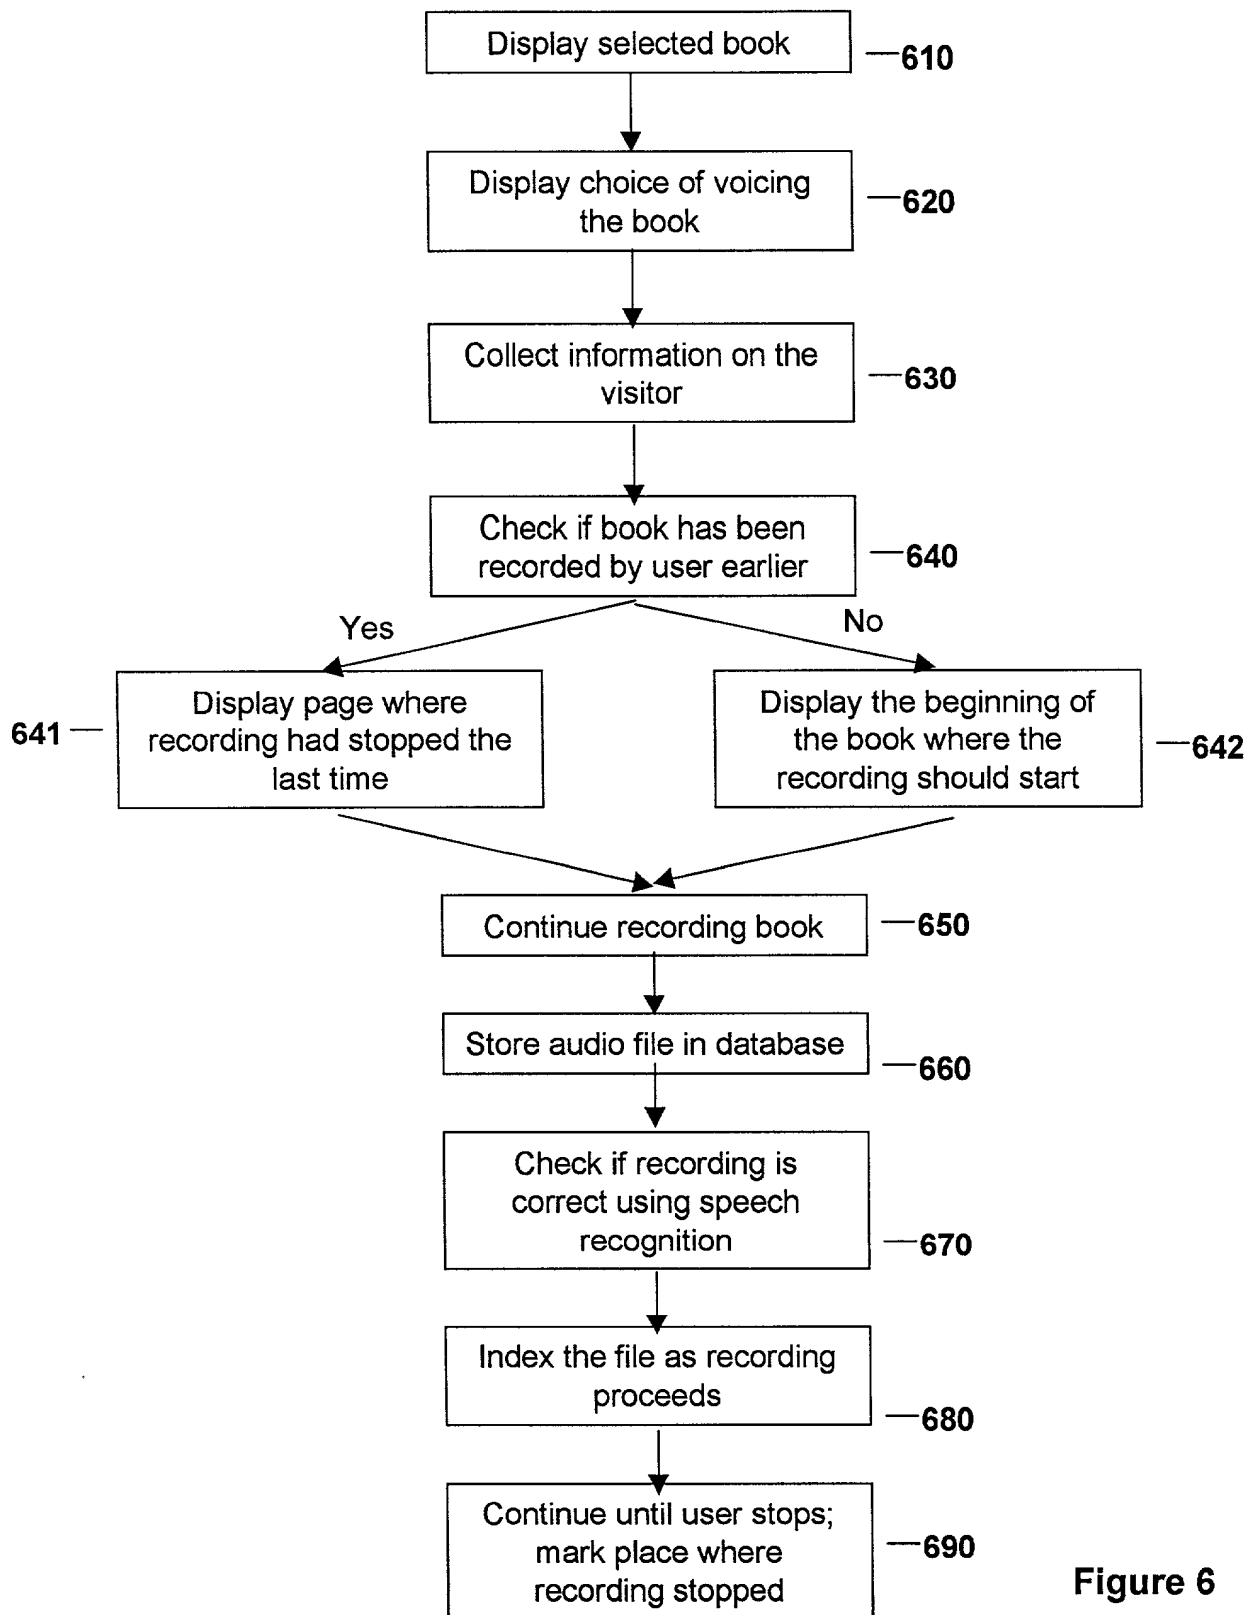 Display selected book
610
Display choice of voicing
the book
620
Collect information on the
visitor
630
Check if book has been
recorded by user earlier
640
Yes
No
641
Display page where
recording had stopped the
last time
Display the beginning of
the book where the
recording should start
642
Continue recording book
650
Store audio file in database
660
Check if recording is
correct using speech
recognition
670
Index the file as recording
proceeds
680
Continue until user stops;
mark place where
recording stopped
690
Figure 6